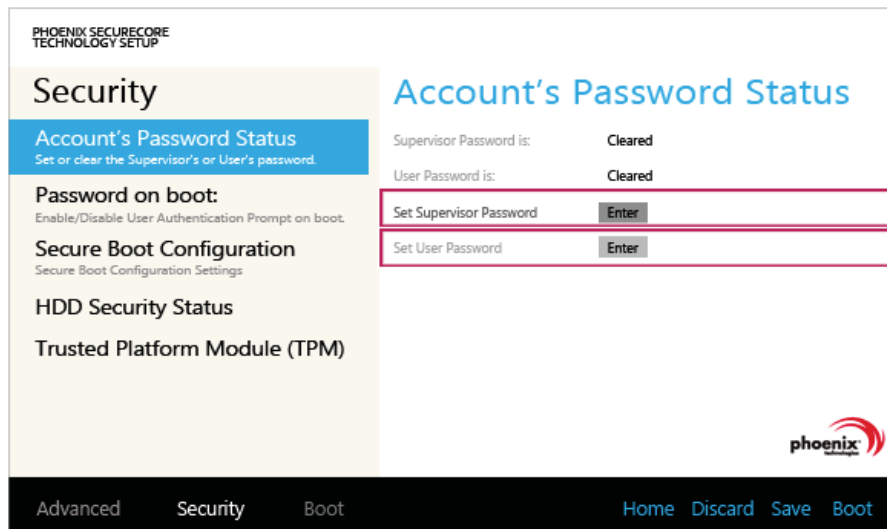 PHOENIX SECURECORE
TECHNOLOGY SETUP
Security
Account's Password Status
Set or clear the Supervisor's or User's password.
Password on boot:
Enable/Disable User Authentication Prompt on boot.
Secure Boot Configuration
Secure Boot Configuration Settings
HDD Security Status
Trusted Platform Module (TPM)
Account's Password Status
Supervisor Password is: Cleared
User Password is: Cleared
Set Supervisor Password Enter
Set User Password Enter
phoenix
technologies
Advanced Security Boot Home Discard Save Boot